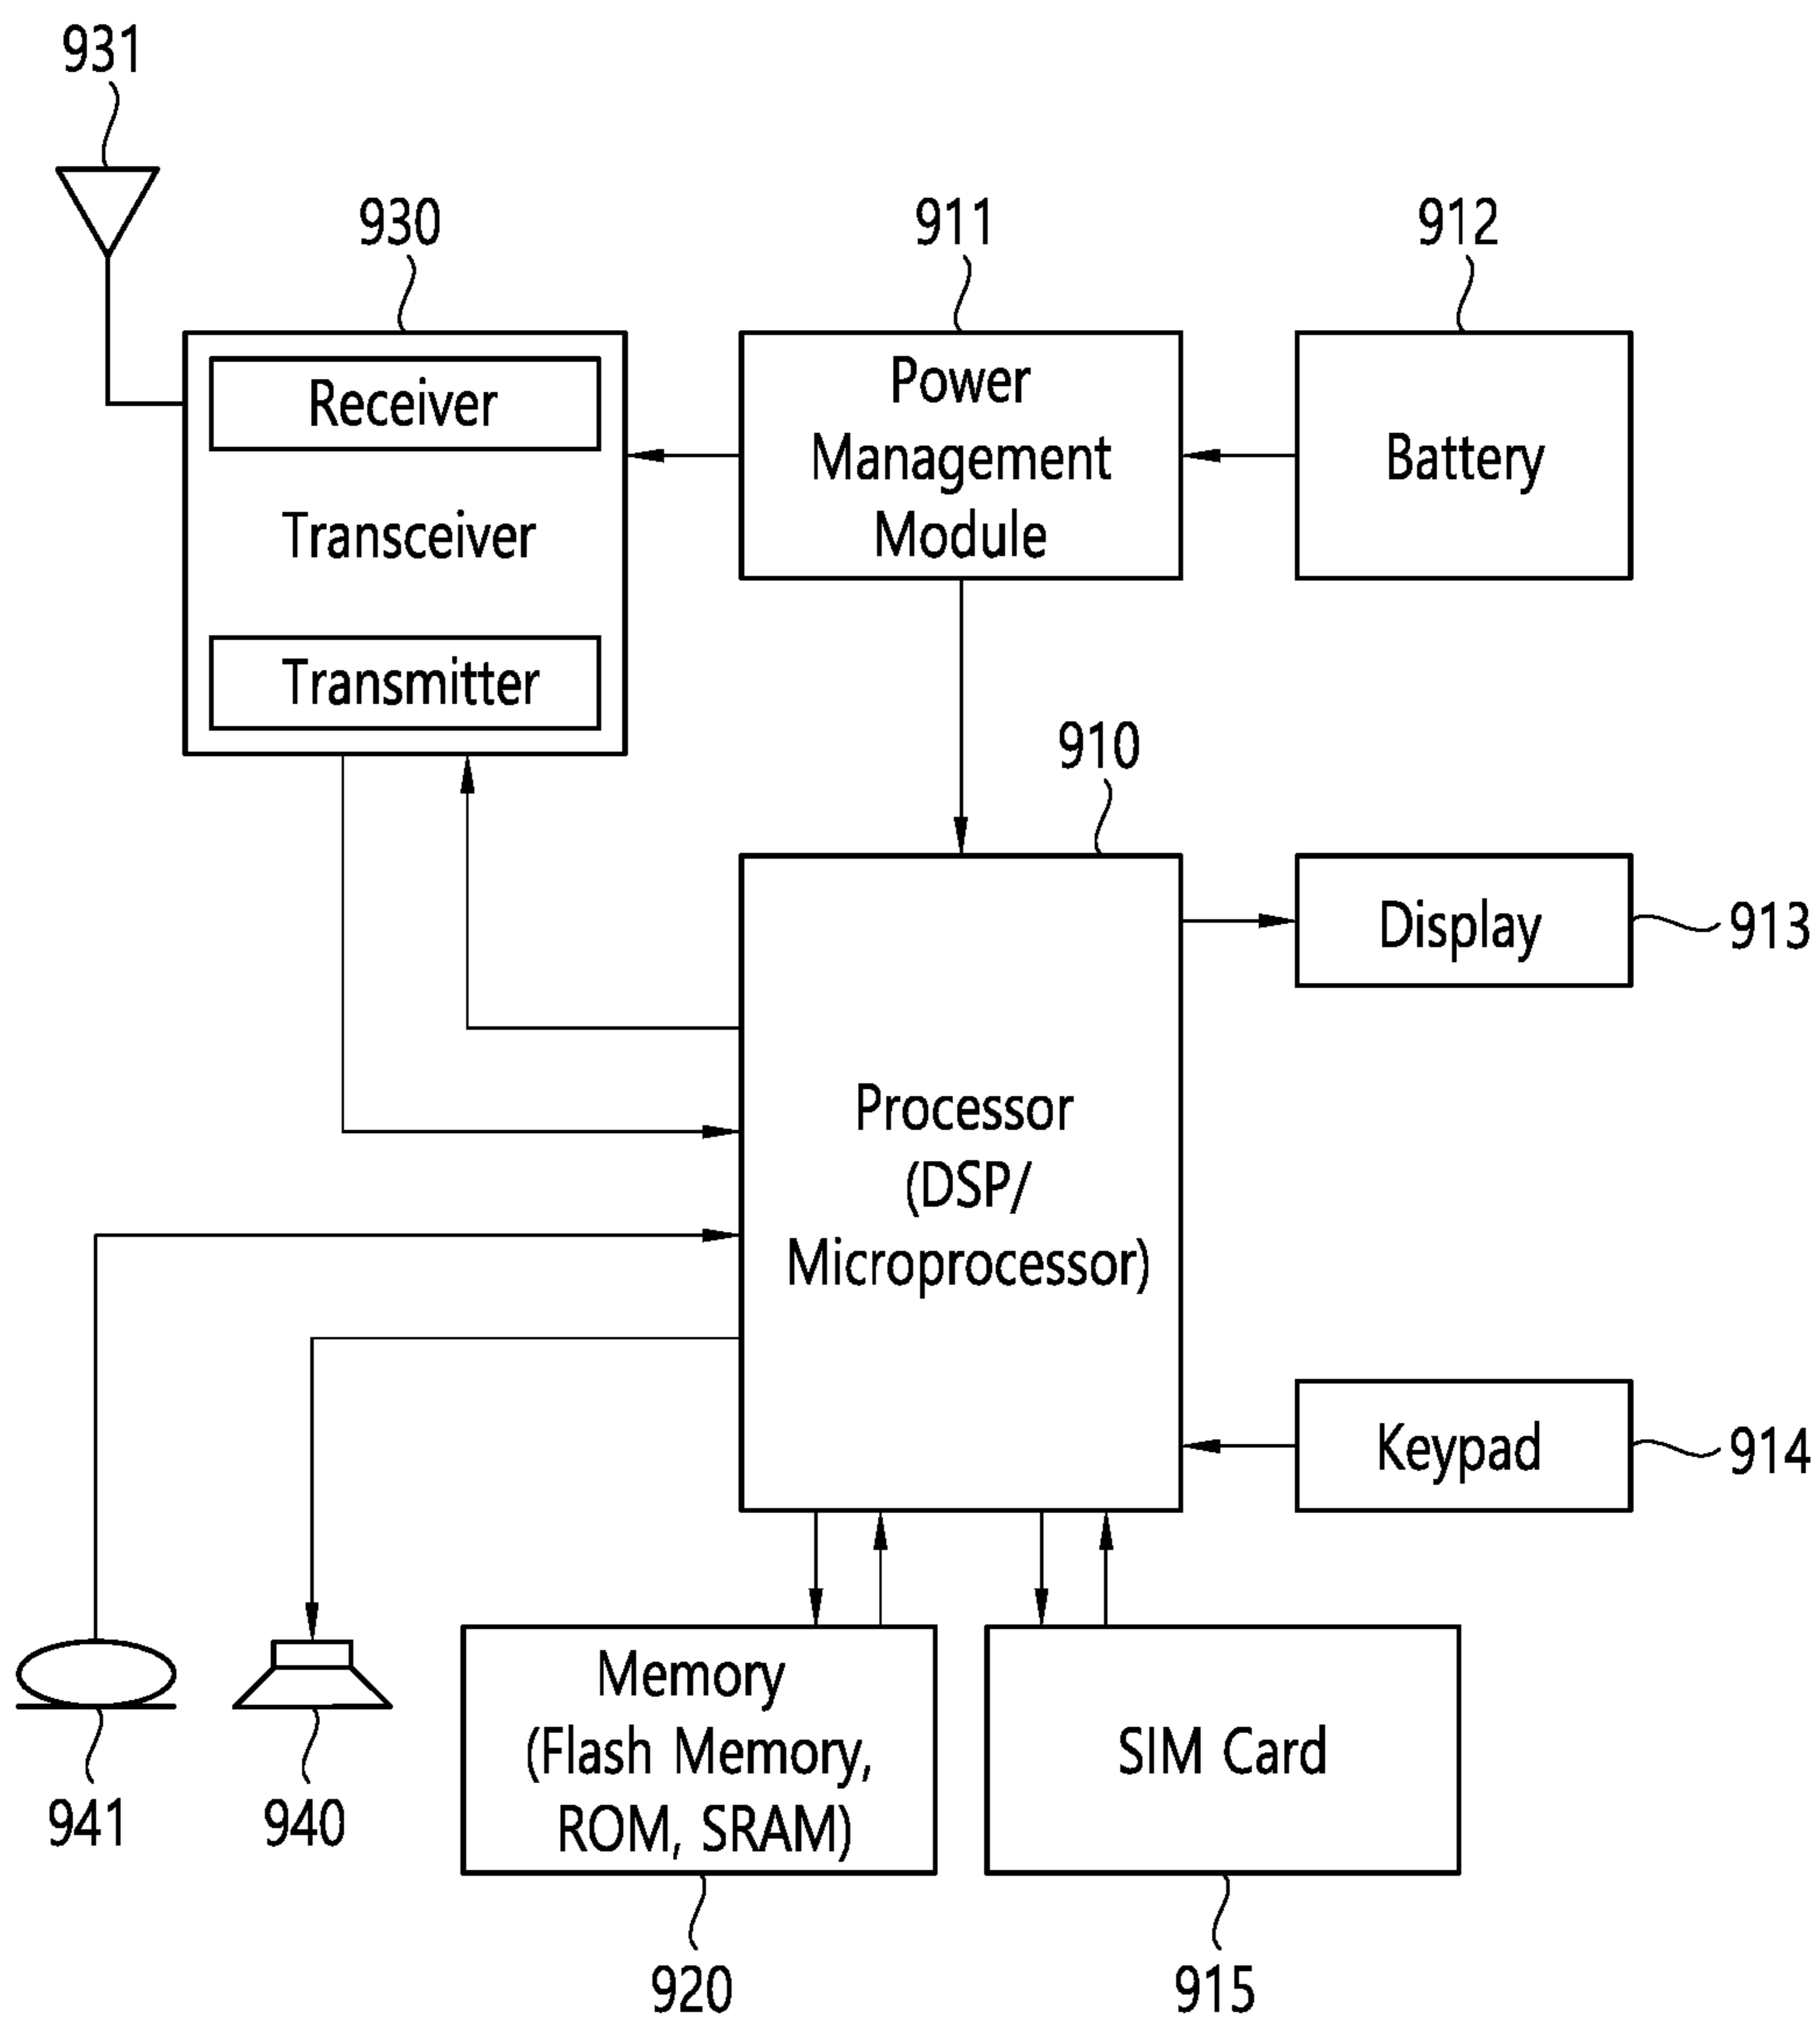 931
930
911
912
Receiver
Transceiver
Transmitter
Power
Management
Module
Battery
910
Display
913
Processor
(DSP/
Microprocessor)
Keypad
914
941
940
Memory
(Flash Memory,
ROM, SRAM)
SIM Card
920
915